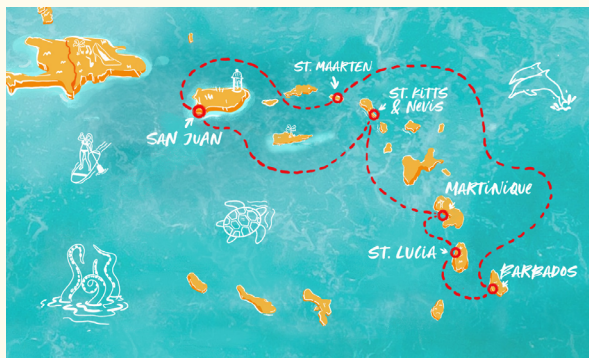 ST. MAARTEN
ST. KITTS
& NEVIS
SAN JUAN
MARTINIQUE
ST. LUCIA
BARBADOS